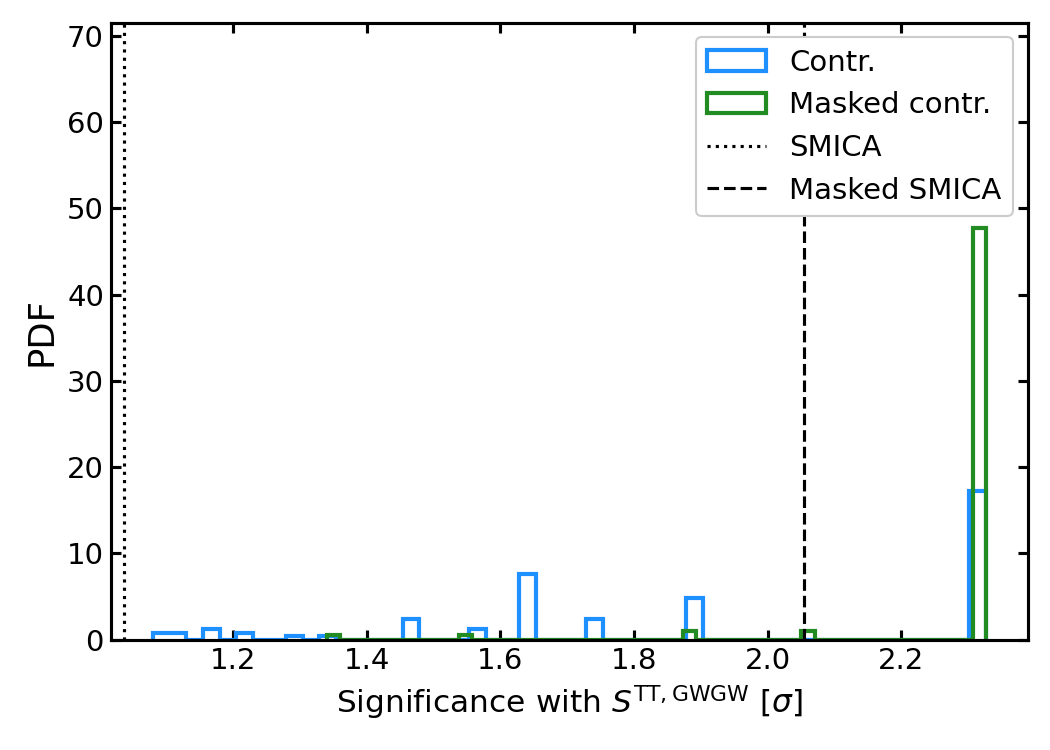 70
60
50
40
30
20
10
0
PDF
1.2 1.4 1.6 1.8 2.0 2.2
Significance with S^{TT, GWGW} [σ]
Contr.
Masked contr.
SMICA
Masked SMICA